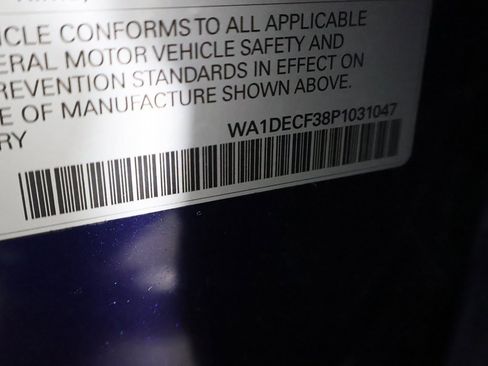 ICLE CONFORMS TO ALL APPLICABLE
ERAL MOTOR VEHICLE SAFETY AND
REVENTION STANDARDS IN EFFECT ON
E OF MANUFACTURE SHOWN ABOVE.
RY
WA1DECF38P1031047